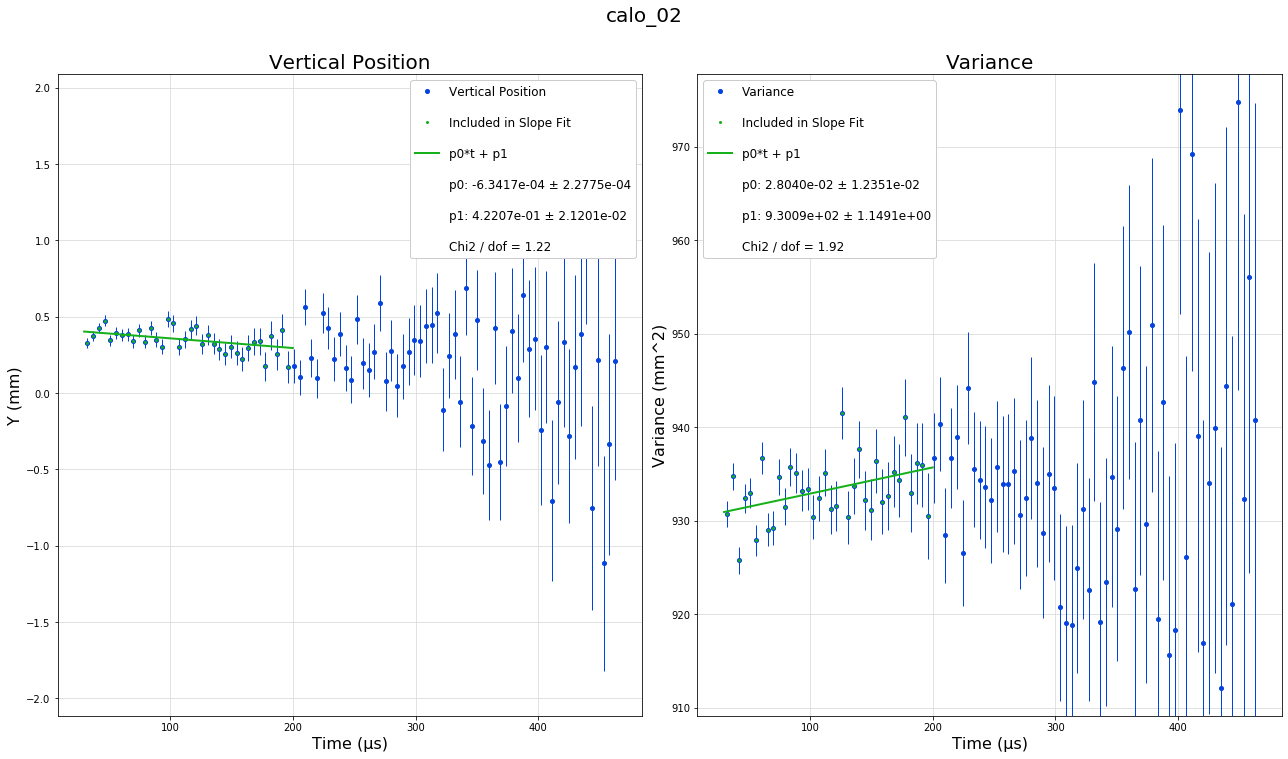 calo_02
Vertical Position
Vertical Position
Included in Slope Fit
p0*t + p1
p0: -6.3417e-04 ± 2.2775e-04
p1: 4.2207e-01 ± 2.1201e-02
Chi2 / dof = 1.22
2.0
1.5
1.0
0.5
0.0
−0.5
−1.0
−1.5
−2.0
Y (mm)
100
200
300
400
Time (μs)
Variance
Variance
Included in Slope Fit
p0*t + p1
p0: 2.8040e-02 ± 1.2351e-02
p1: 9.3009e+02 ± 1.1491e+00
Chi2 / dof = 1.92
970
960
950
940
930
920
910
Variance (mm^2)
100
200
300
400
Time (μs)